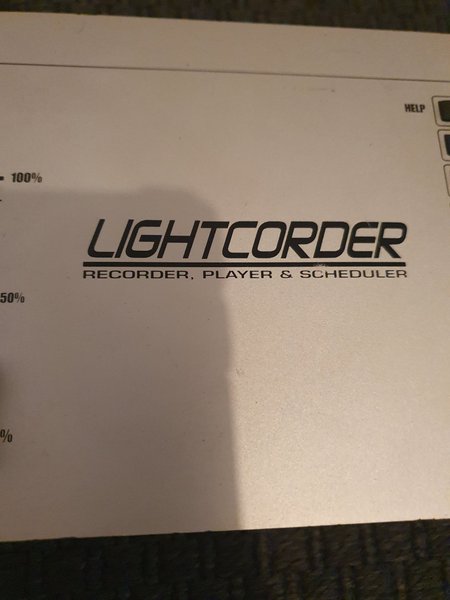 HELP
100%
LIGHTCORDER
RECORDER, PLAYER & SCHEDULER
50%
%